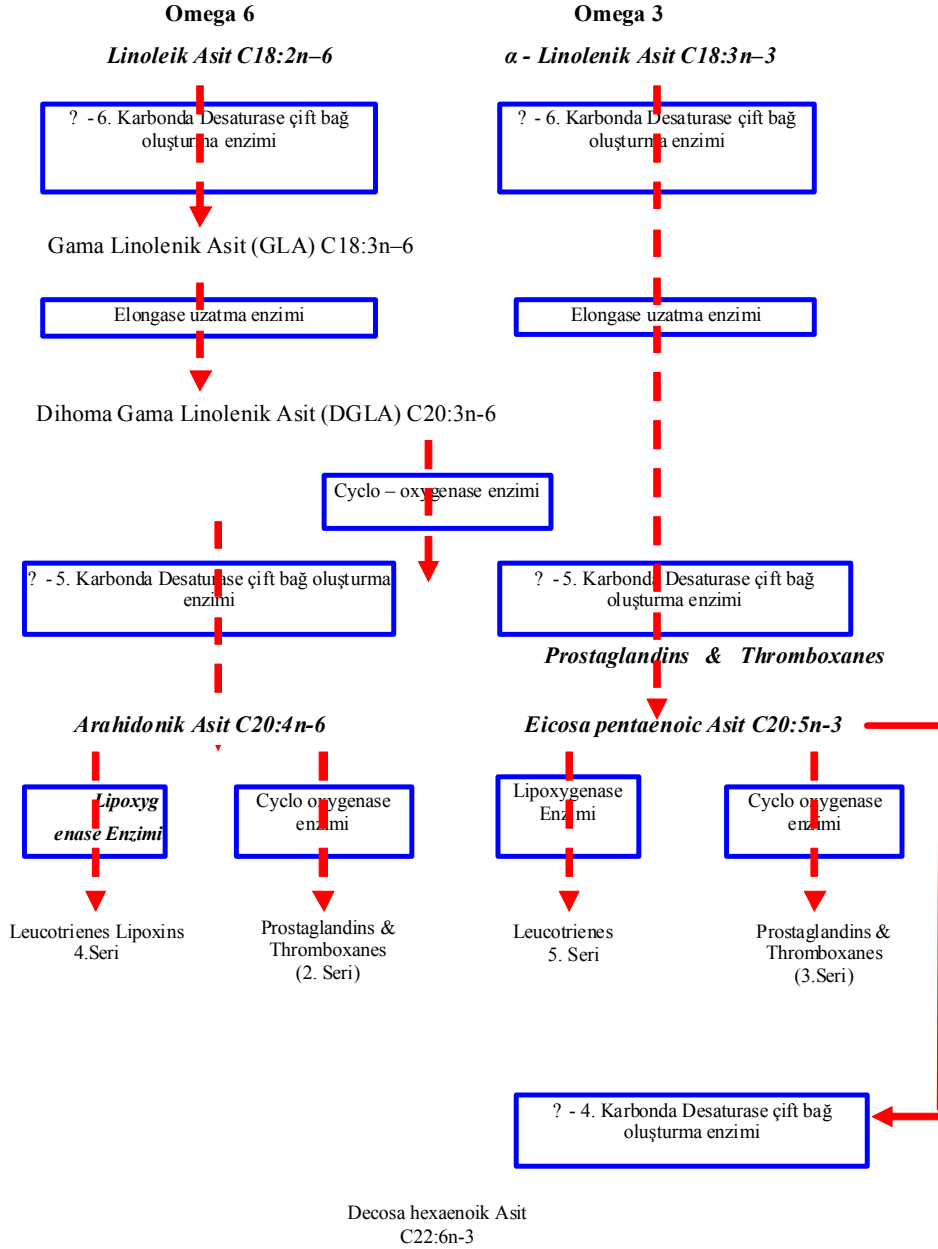 Omega 6
Omega 3
Linoleik Asit C18:2n–6
α - Linolenik Asit C18:3n–3
? - 6. Karbonda Desaturase çift bağ
oluşturma enzimi
? - 6. Karbonda Desaturase çift bağ
oluşturma enzimi
Gama Linolenik Asit (GLA) C18:3n–6
Elongase uzatma enzimi
Elongase uzatma enzimi
Dihoma Gama Linolenik Asit (DGLA) C20:3n-6
Cyclo – oxygenase enzimi
? - 5. Karbonda Desaturase çift bağ oluşturma
enzimi
? - 5. Karbonda Desaturase çift bağ
oluşturma enzimi
Prostaglandins & Thromboxanes
Arahidonik Asit C20:4n-6
Eicosa pentaenoic Asit C20:5n-3
Lipoxyg
enase Enzimi
Cyclo oxygenase
enzimi
Lipoxygenase
Enzimi
Cyclo oxygenase
enzimi
Leucotrienes Lipoxins
4.Seri
Prostaglandins &
Thromboxanes
(2. Seri)
Leucotrienes
5. Seri
Prostaglandins &
Thromboxanes
(3.Seri)
? - 4. Karbonda Desaturase çift bağ
oluşturma enzimi
Decosa hexaenoik Asit
C22:6n-3